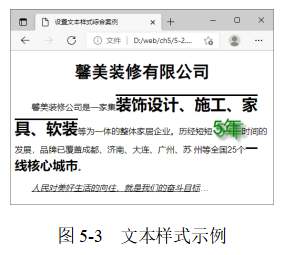 设置文本样式综合案例
文件 D:/web/ch5/5-2....
馨美装修有限公司
馨美装修公司是一家集装饰设计、施工、家
具、软装等为一体的整体家居企业。历经短短5年时间的
发展，品牌已覆盖成都、济南、大连、广州、苏 州等全国25个一
线核心城市。
人民对美好生活的向往，就是我们的奋斗目标…
图 5-3 文本样式示例